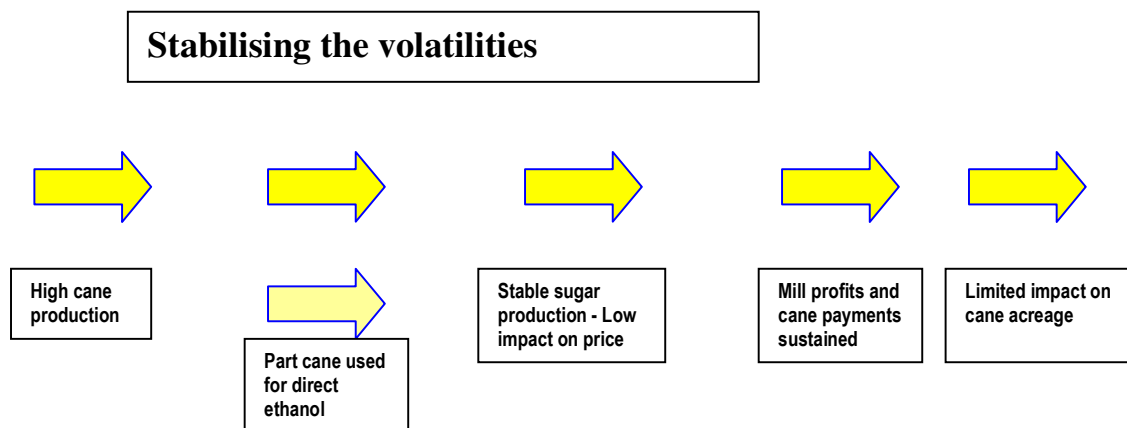 Stabilising the volatilities
High cane
production
Part cane used
for direct
ethanol
Stable sugar
production - Low
impact on price
Mill profits and
cane payments
sustained
Limited impact on
cane acreage